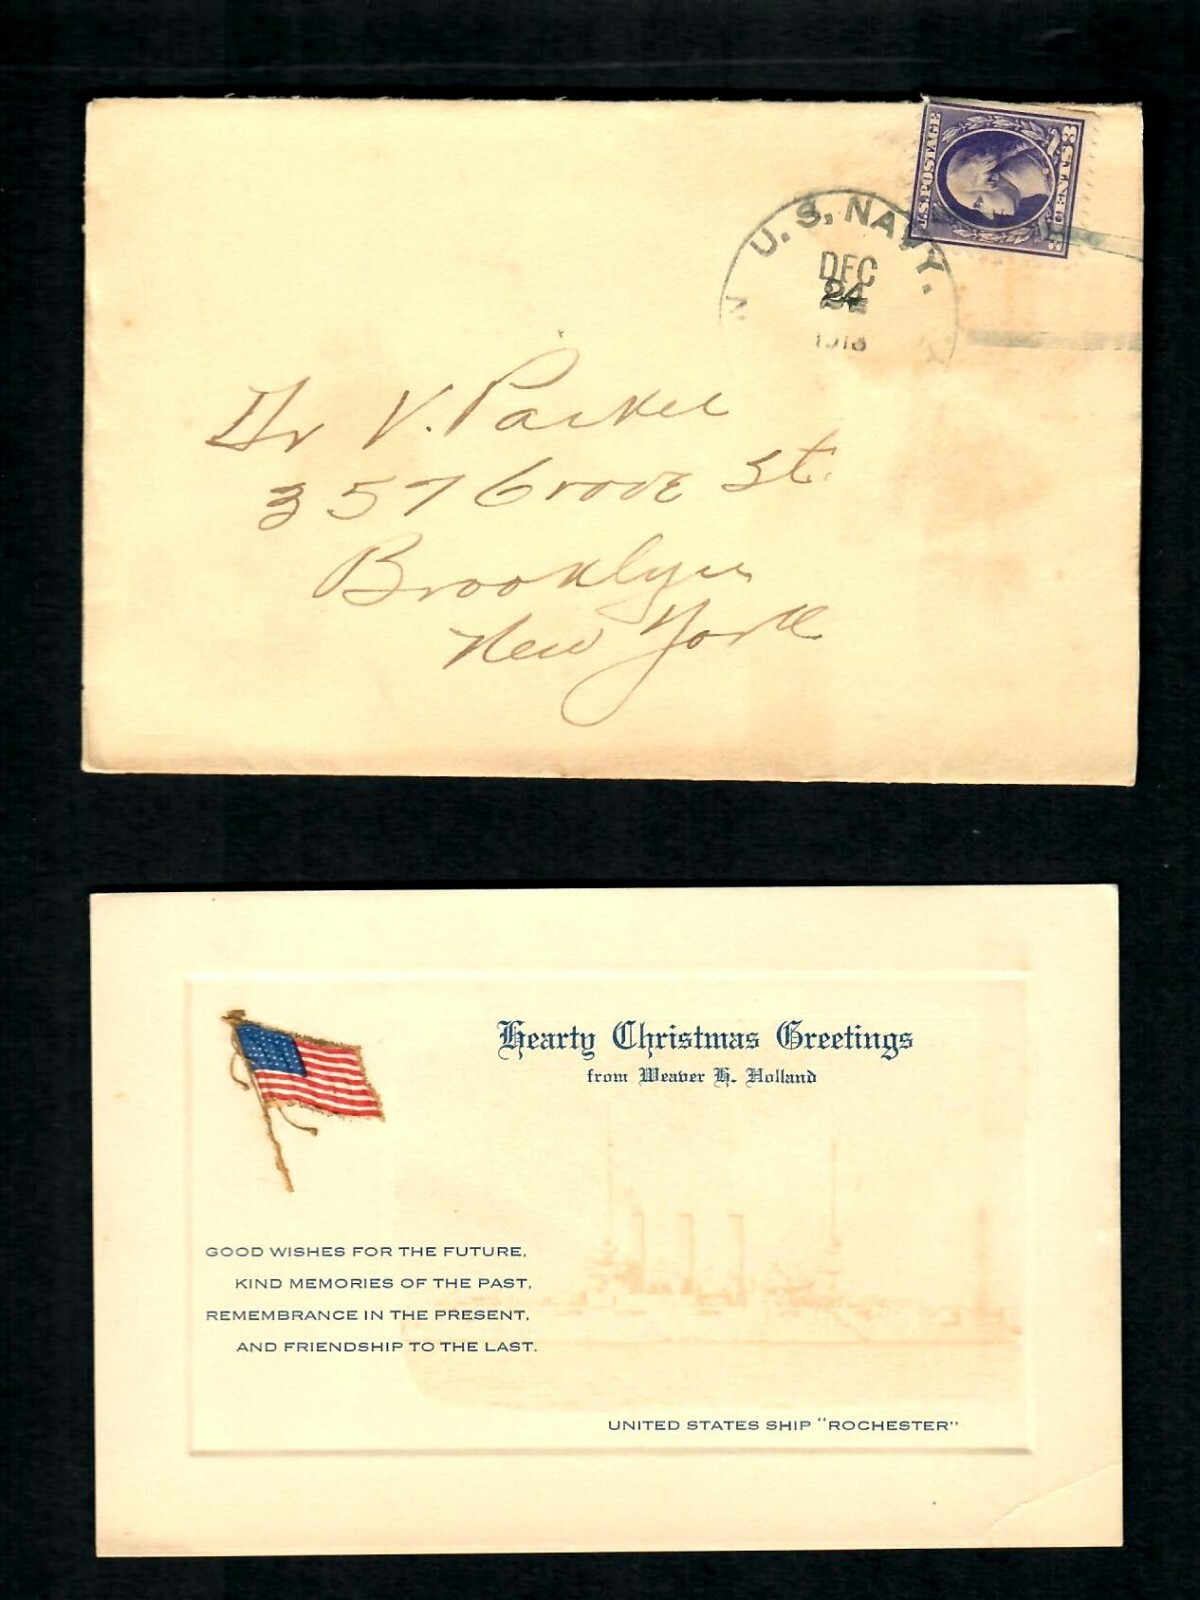 U.S. POSTAGE
3 CENTS 3
U.S. NAVY.
DEC
24
1918
Dr V. Parker
357 Grove St.
Brooklyn
New York
Hearty Christmas Greetings
from Weaver H. Holland
GOOD WISHES FOR THE FUTURE,
KIND MEMORIES OF THE PAST,
REMEMBRANCE IN THE PRESENT,
AND FRIENDSHIP TO THE LAST.
UNITED STATES SHIP "ROCHESTER"